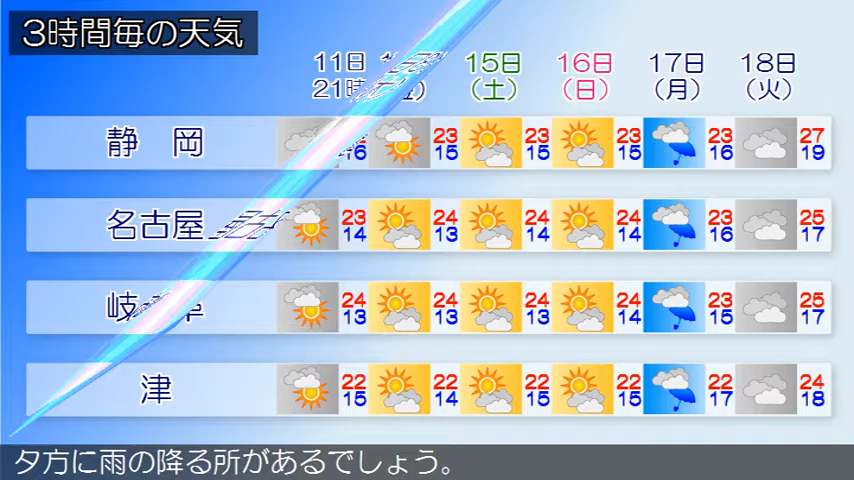 3時間毎の天気
11日 15日 16日 17日 18日
21時 (土) (日) (月) (火)
静 岡 16 23 15 23 15 23 15 23 16 27 19
名古屋 23 14 24 13 24 14 24 14 23 16 25 17
岐 阜 24 13 24 13 24 13 24 14 23 15 25 17
津 22 15 22 14 22 15 22 15 22 17 24 18
夕方に雨の降る所があるでしょう。